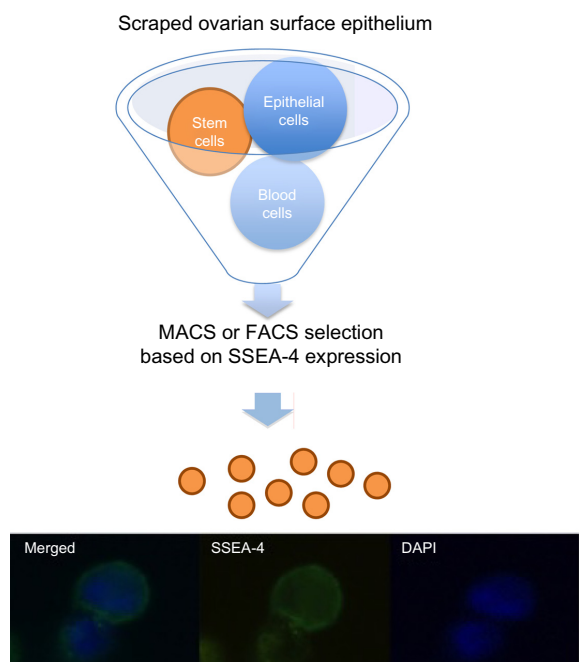 Scraped ovarian surface epithelium
Epithelial
cells
Stem
cells
Blood
cells
MACS or FACS selection
based on SSEA-4 expression
Merged
SSEA-4
DAPI